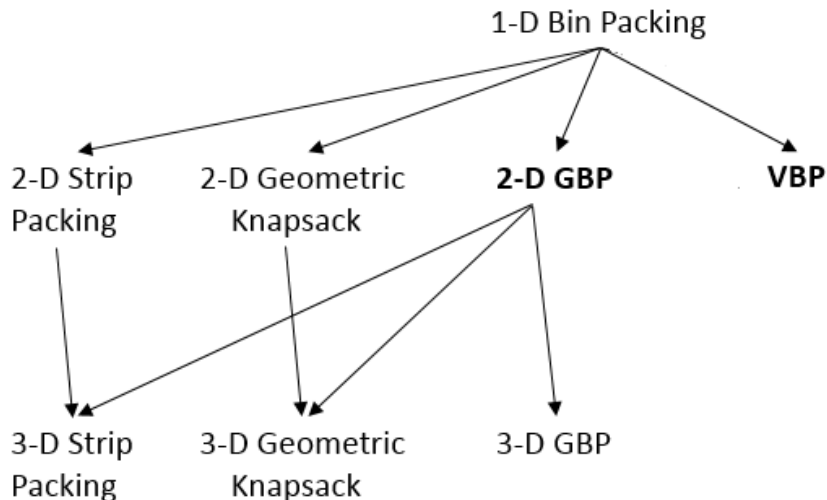 1-D Bin Packing
2-D Strip
Packing
2-D Geometric
Knapsack
2-D GBP
VBP
3-D Strip
Packing
3-D Geometric
Knapsack
3-D GBP